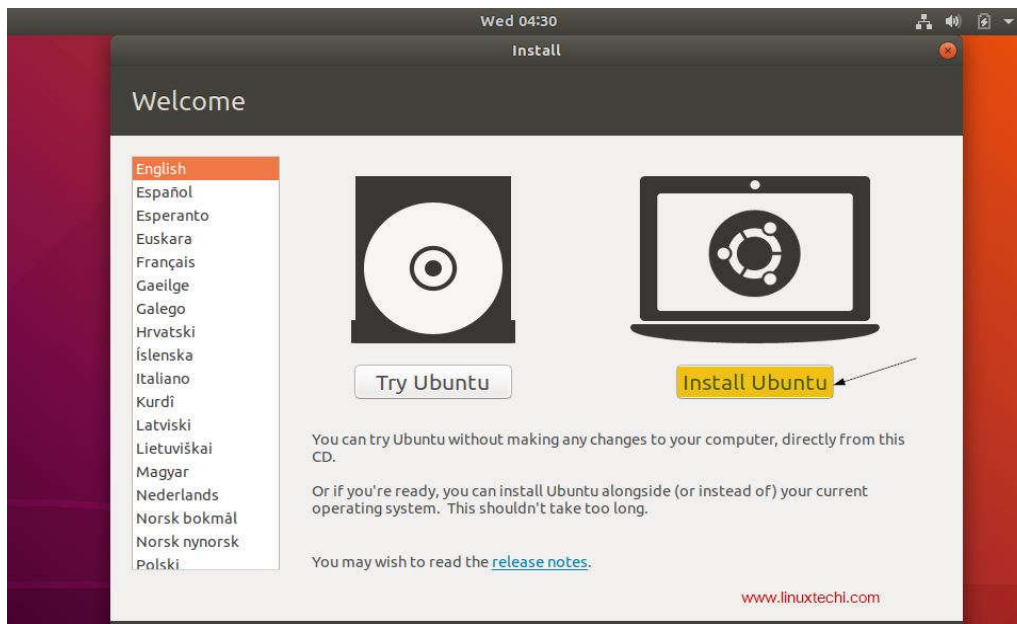 Wed 04:30
Install
Welcome
English
Español
Esperanto
Euskara
Français
Gaeilge
Galego
Hrvatski
Íslenska
Italiano
Kurdî
Latviski
Lietuviškai
Magyar
Nederlands
Norsk bokmål
Norsk nynorsk
Polski
Try Ubuntu
Install Ubuntu
You can try Ubuntu without making any changes to your computer, directly from this
CD.
Or if you're ready, you can install Ubuntu alongside (or instead of) your current
operating system. This shouldn't take too long.
You may wish to read the release notes.
www.linuxtechi.com